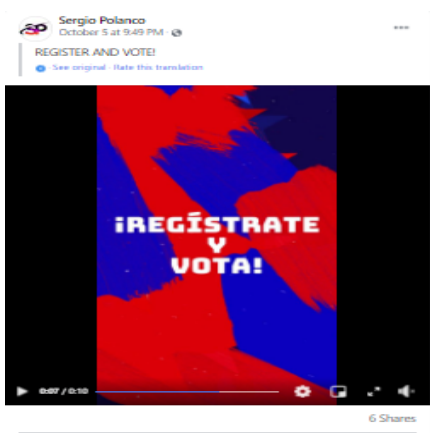 SP
Sergio Polanco
October 5 at 9:49 PM ·
REGISTER AND VOTE!
· See original · Rate this translation
¡REGÍSTRATE
Y
VOTA!
0:07 / 0:10
6 Shares